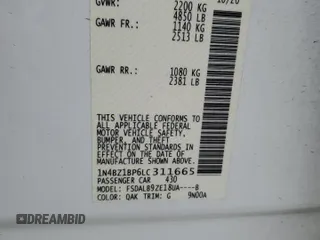 GVWR: 2200 KG
4850 LB
GAWR FR.: 1140 KG
2513 LB
GAWR RR.: 1080 KG
2381 LB
THIS VEHICLE CONFORMS TO ALL
APPLICABLE FEDERAL MOTOR VEHICLE
SAFETY, BUMPER, AND THEFT
PREVENTION STANDARDS IN EFFECT ON
THE DATE OF MANUFACTURE SHOWN
ABOVE.
1N4BZ1BP6LC311665
PASSENGER CAR 430
MODEL: FSDALB9ZE18UA----B
COLOR: QAK TRIM: G 9N00A
DREAMBID